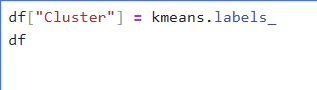 df["Cluster"] = kmeans.labels_
df